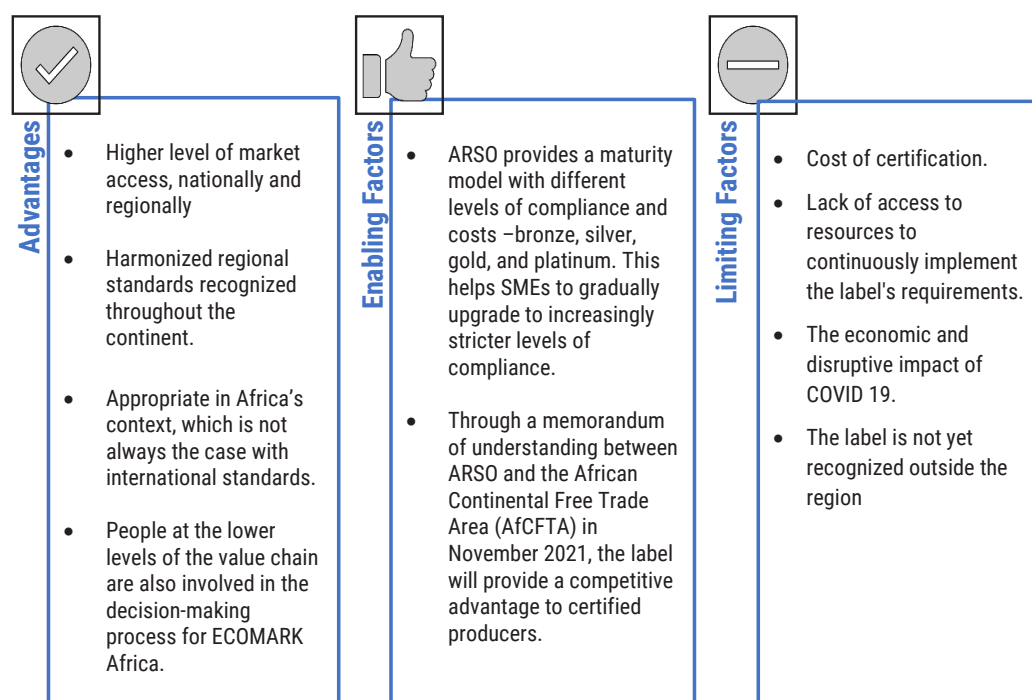 Advantages
• Higher level of market
access, nationally and
regionally
• Harmonized regional
standards recognized
throughout the
continent.
• Appropriate in Africa’s
context, which is not
always the case with
international standards.
• People at the lower
levels of the value chain
are also involved in the
decision-making
process for ECOMARK
Africa.
Enabling Factors
• ARSO provides a maturity
model with different
levels of compliance and
costs –bronze, silver,
gold, and platinum. This
helps SMEs to gradually
upgrade to increasingly
stricter levels of
compliance.
• Through a memorandum
of understanding between
ARSO and the African
Continental Free Trade
Area (AfCFTA) in
November 2021, the label
will provide a competitive
advantage to certified
producers.
Limiting Factors
• Cost of certification.
• Lack of access to
resources to
continuously implement
the label's requirements.
• The economic and
disruptive impact of
COVID 19.
• The label is not yet
recognized outside the
region